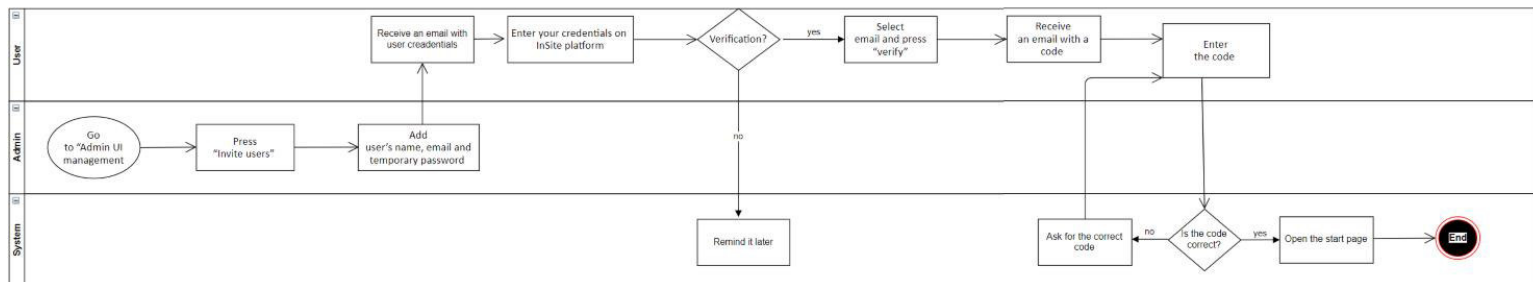 User
Receive an email with
user creadentials
Enter your credentials on
InSite platform
Verification?
yes
Select
email and press
“verify”
Receive
an email with a
code
Enter
the code
no
Admin
Go
to “Admin UI
management
Press
“Invite users”
Add
user’s name, email and
temporary password
System
Remind it later
Ask for the correct
code
no
Is the code
correct?
yes
Open the start page
End